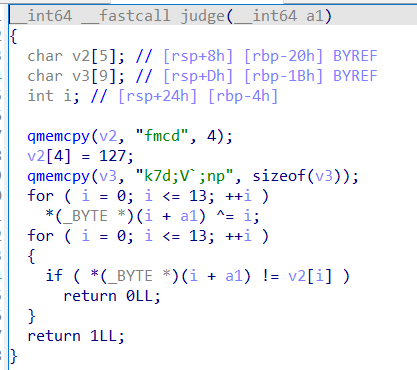 __int64 __fastcall judge(__int64 a1)
{
char v2[5]; // [rsp+8h] [rbp-20h] BYREF
char v3[9]; // [rsp+Dh] [rbp-1Bh] BYREF
int i; // [rsp+24h] [rbp-4h]
qmemcpy(v2, "fmcd", 4);
v2[4] = 127;
qmemcpy(v3, "k7d;V`;np", sizeof(v3));
for ( i = 0; i <= 13; ++i )
*(_BYTE *)(i + a1) ^= i;
for ( i = 0; i <= 13; ++i )
{
if ( *(_BYTE *)(i + a1) != v2[i] )
return 0LL;
}
return 1LL;
}